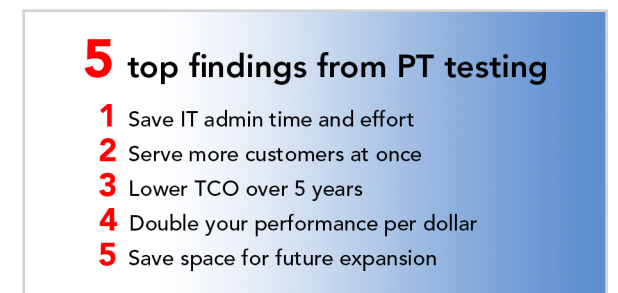 5 top findings from PT testing
1 Save IT admin time and effort
2 Serve more customers at once
3 Lower TCO over 5 years
4 Double your performance per dollar
5 Save space for future expansion